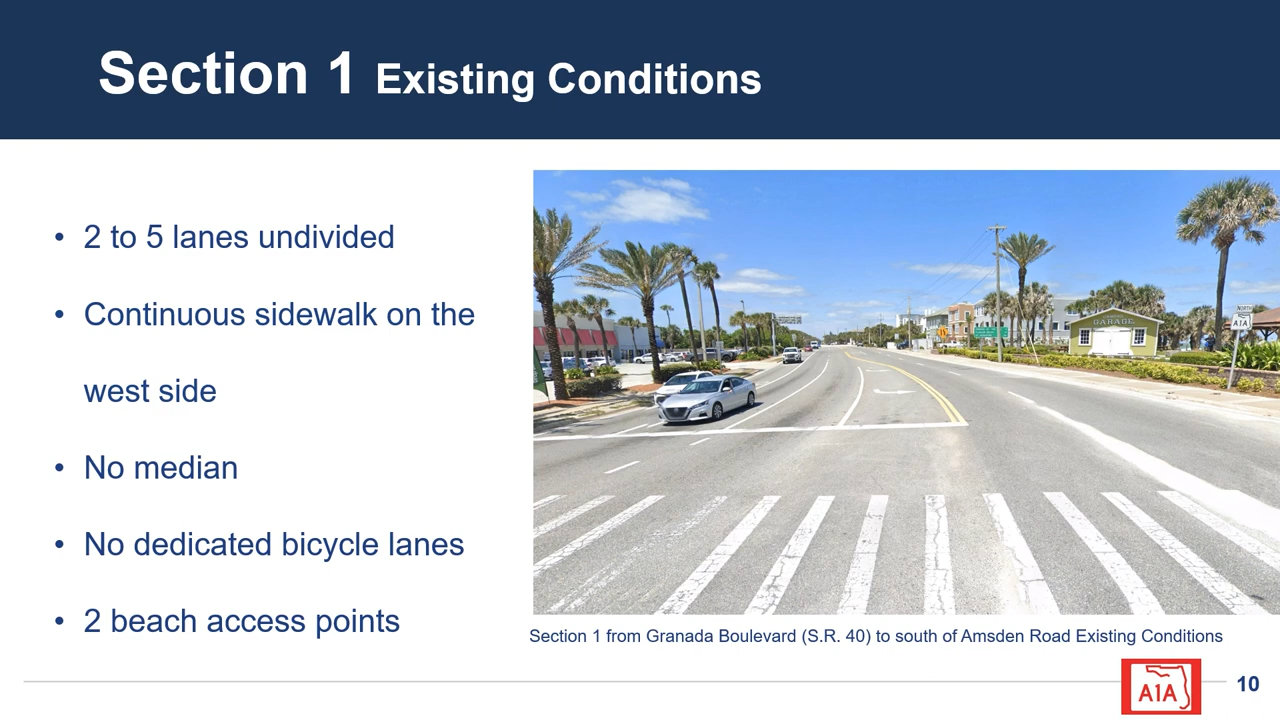 Section 1 Existing Conditions
• 2 to 5 lanes undivided
• Continuous sidewalk on the
west side
• No median
• No dedicated bicycle lanes
• 2 beach access points
GARAGE
NORTH
A1A
Section 1 from Granada Boulevard (S.R. 40) to south of Amsden Road Existing Conditions
A1A
10